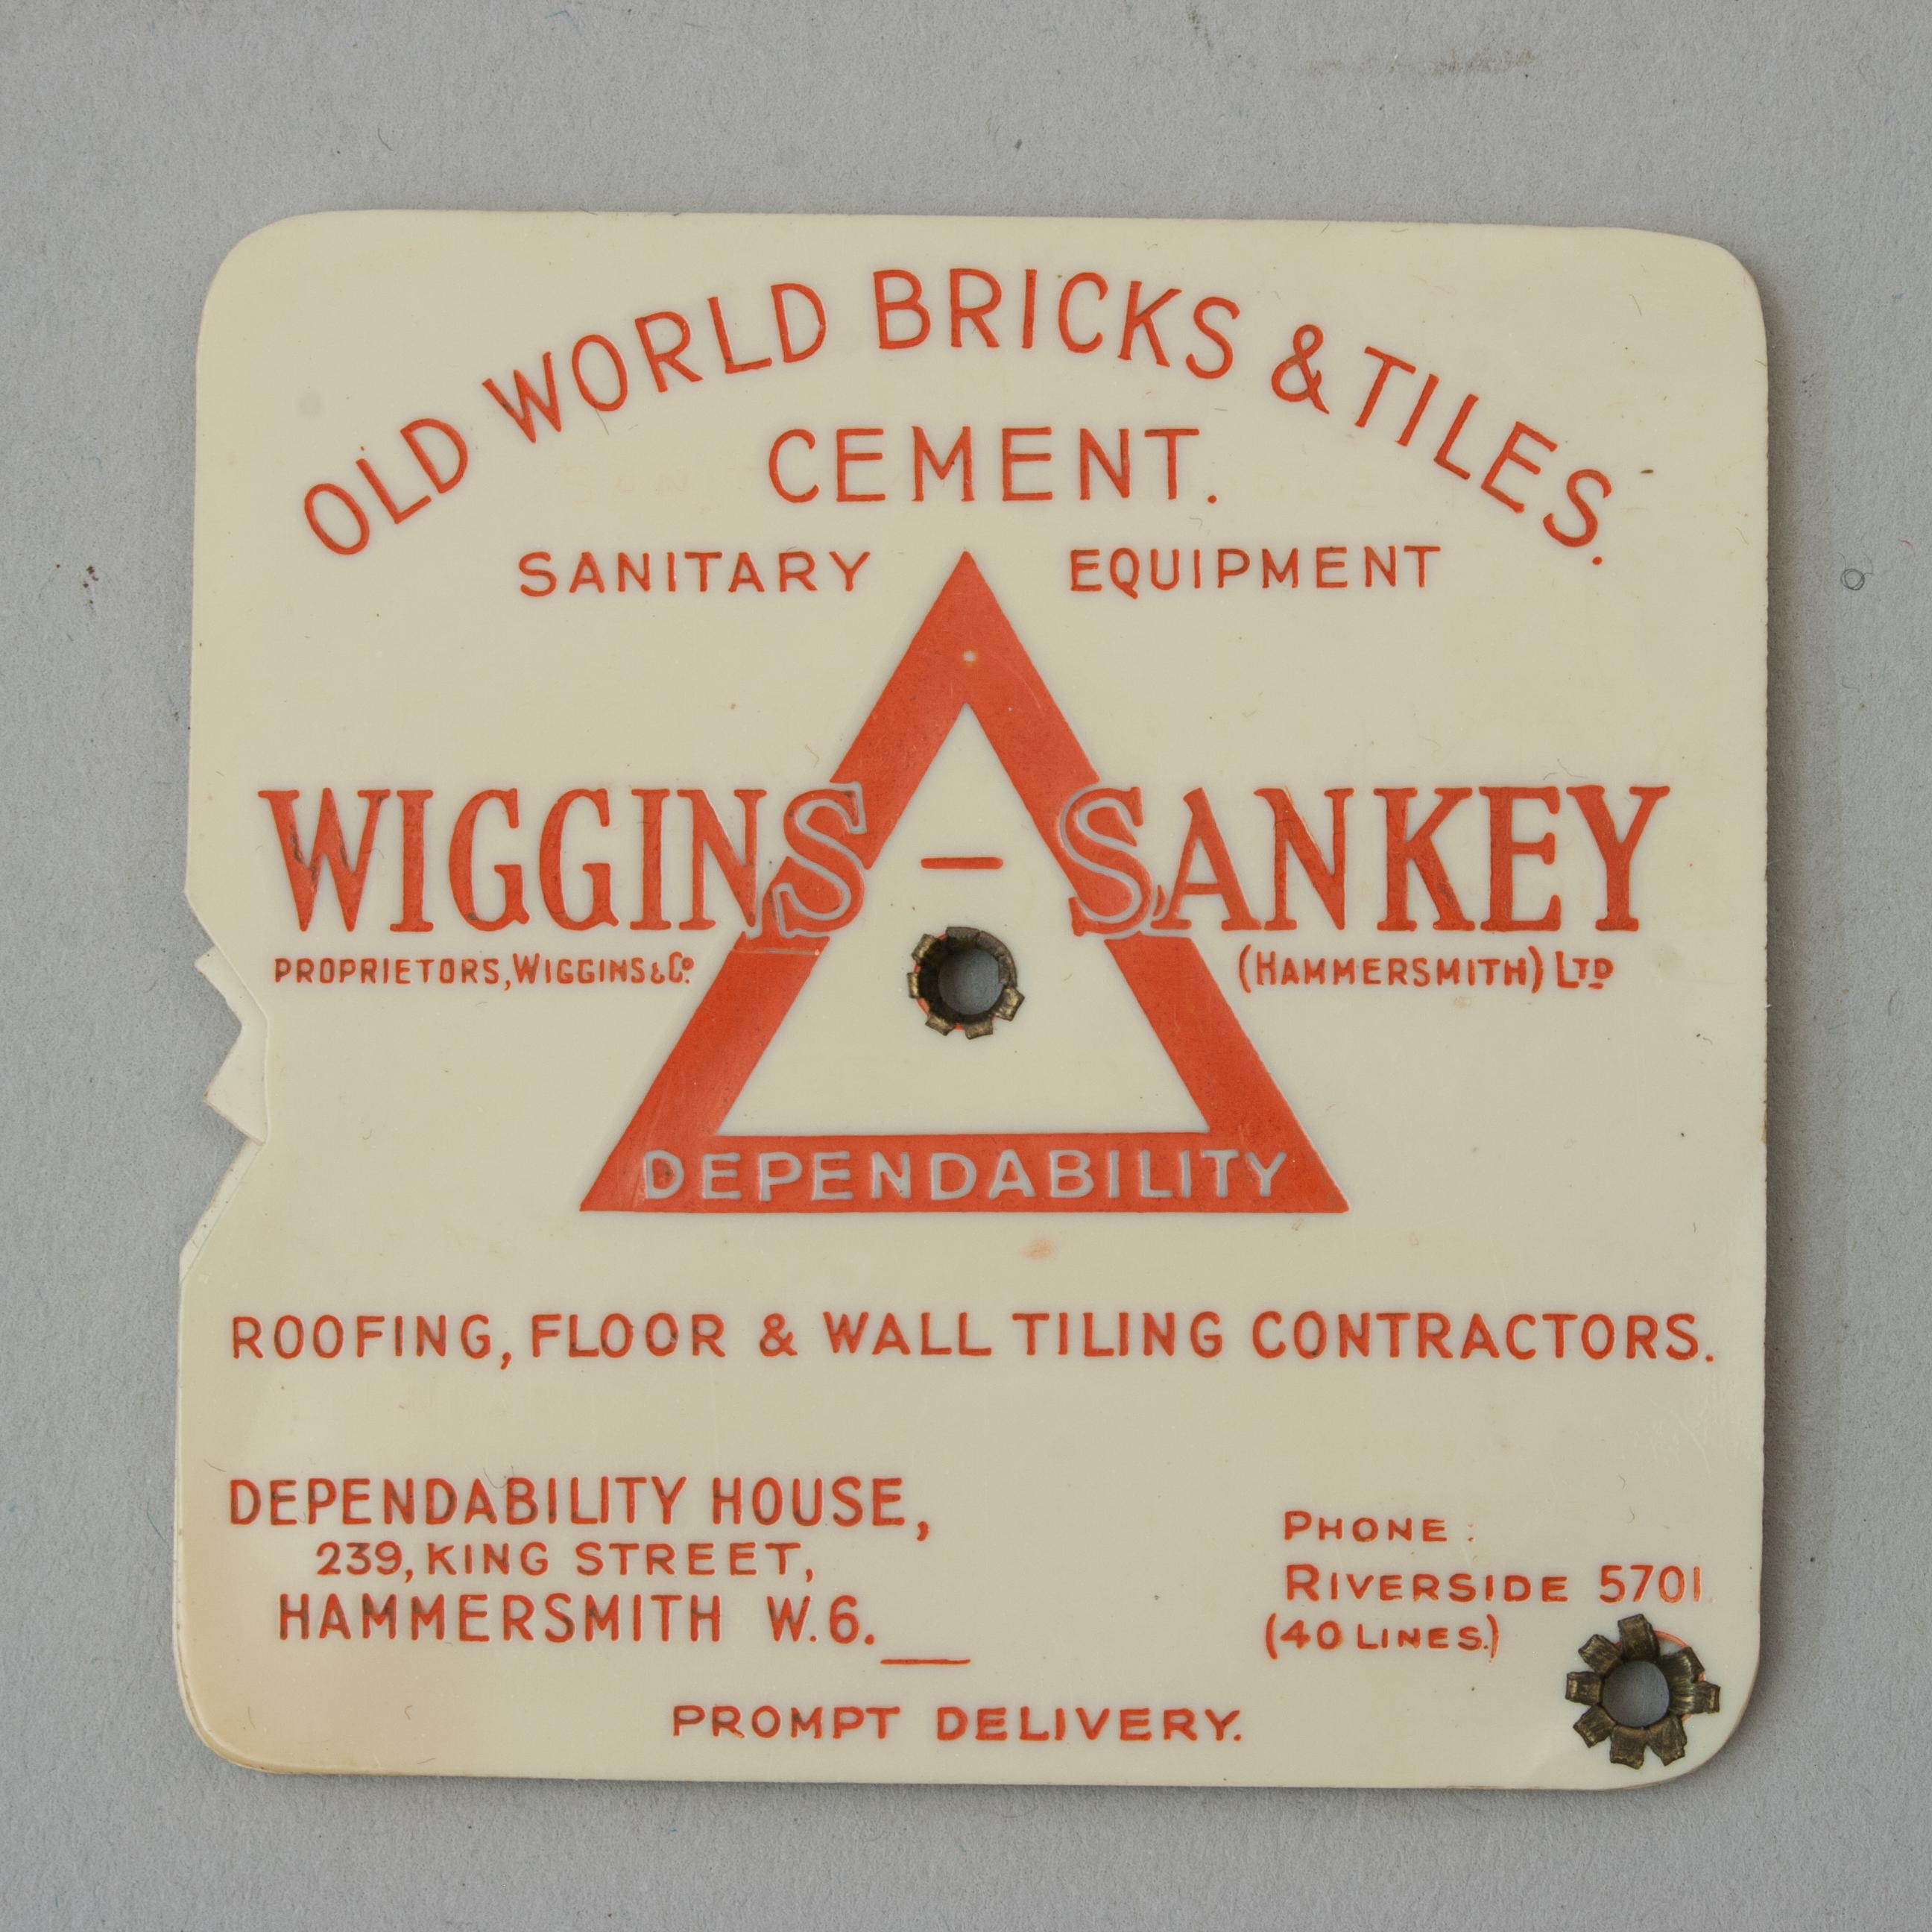 OLD WORLD BRICKS & TILES.
CEMENT.
SANITARY EQUIPMENT
WIGGINS – SANKEY
PROPRIETORS, WIGGINS & Co. (HAMMERSMITH) LTD
DEPENDABILITY
ROOFING, FLOOR & WALL TILING CONTRACTORS.
DEPENDABILITY HOUSE,
239, KING STREET,
HAMMERSMITH W.6.
PHONE:
RIVERSIDE 5701.
(40 LINES.)
PROMPT DELIVERY.